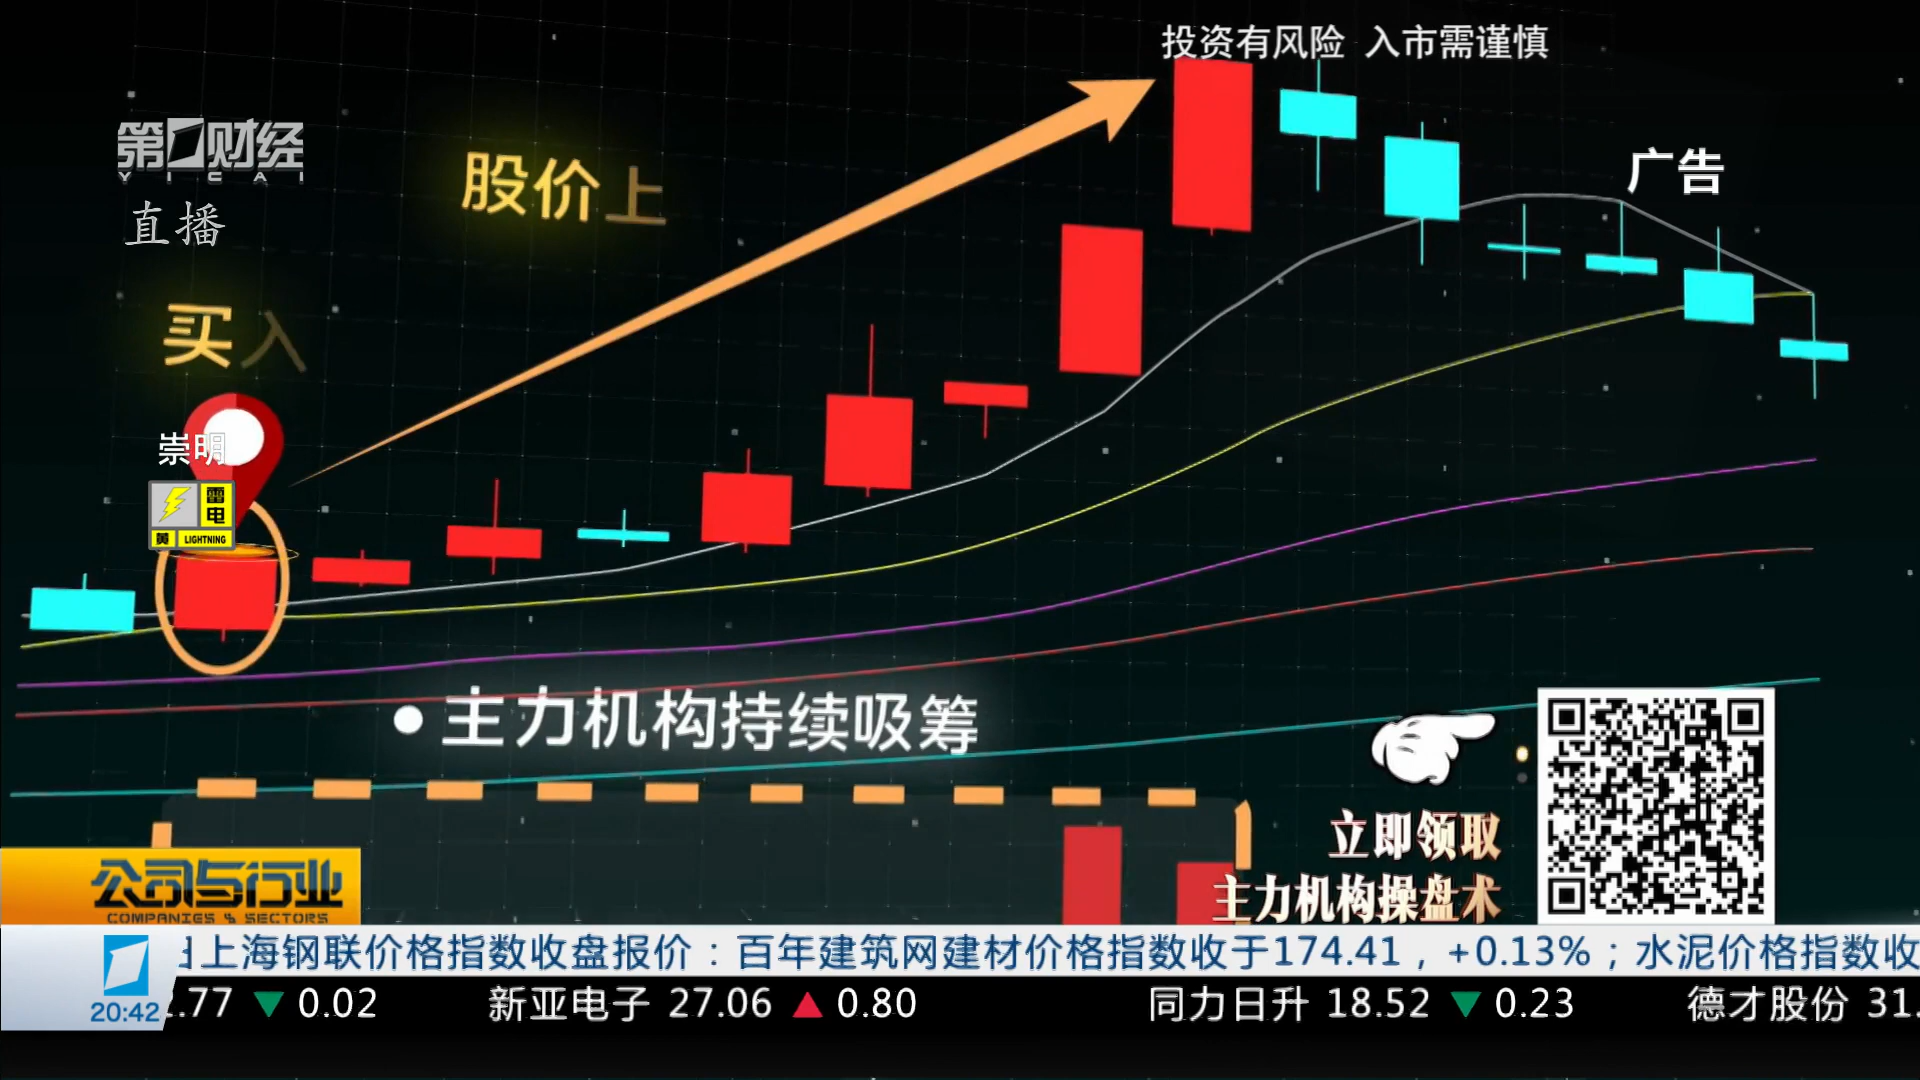 投资有风险 入市需谨慎
第一财经
YICAI
直播
广告
股价上
买入
崇明
雷电
黄 LIGHTNING
主力机构持续吸筹
立即领取
主力机构操盘术
公司与行业
COMPANIES & SECTORS
日上海钢联价格指数收盘报价：百年建筑网建材价格指数收于174.41，+0.13%；水泥价格指数收
20:42
2.77 ▼ 0.02 新亚电子 27.06 ▲ 0.80 同力日升 18.52 ▼ 0.23 德才股份 31.